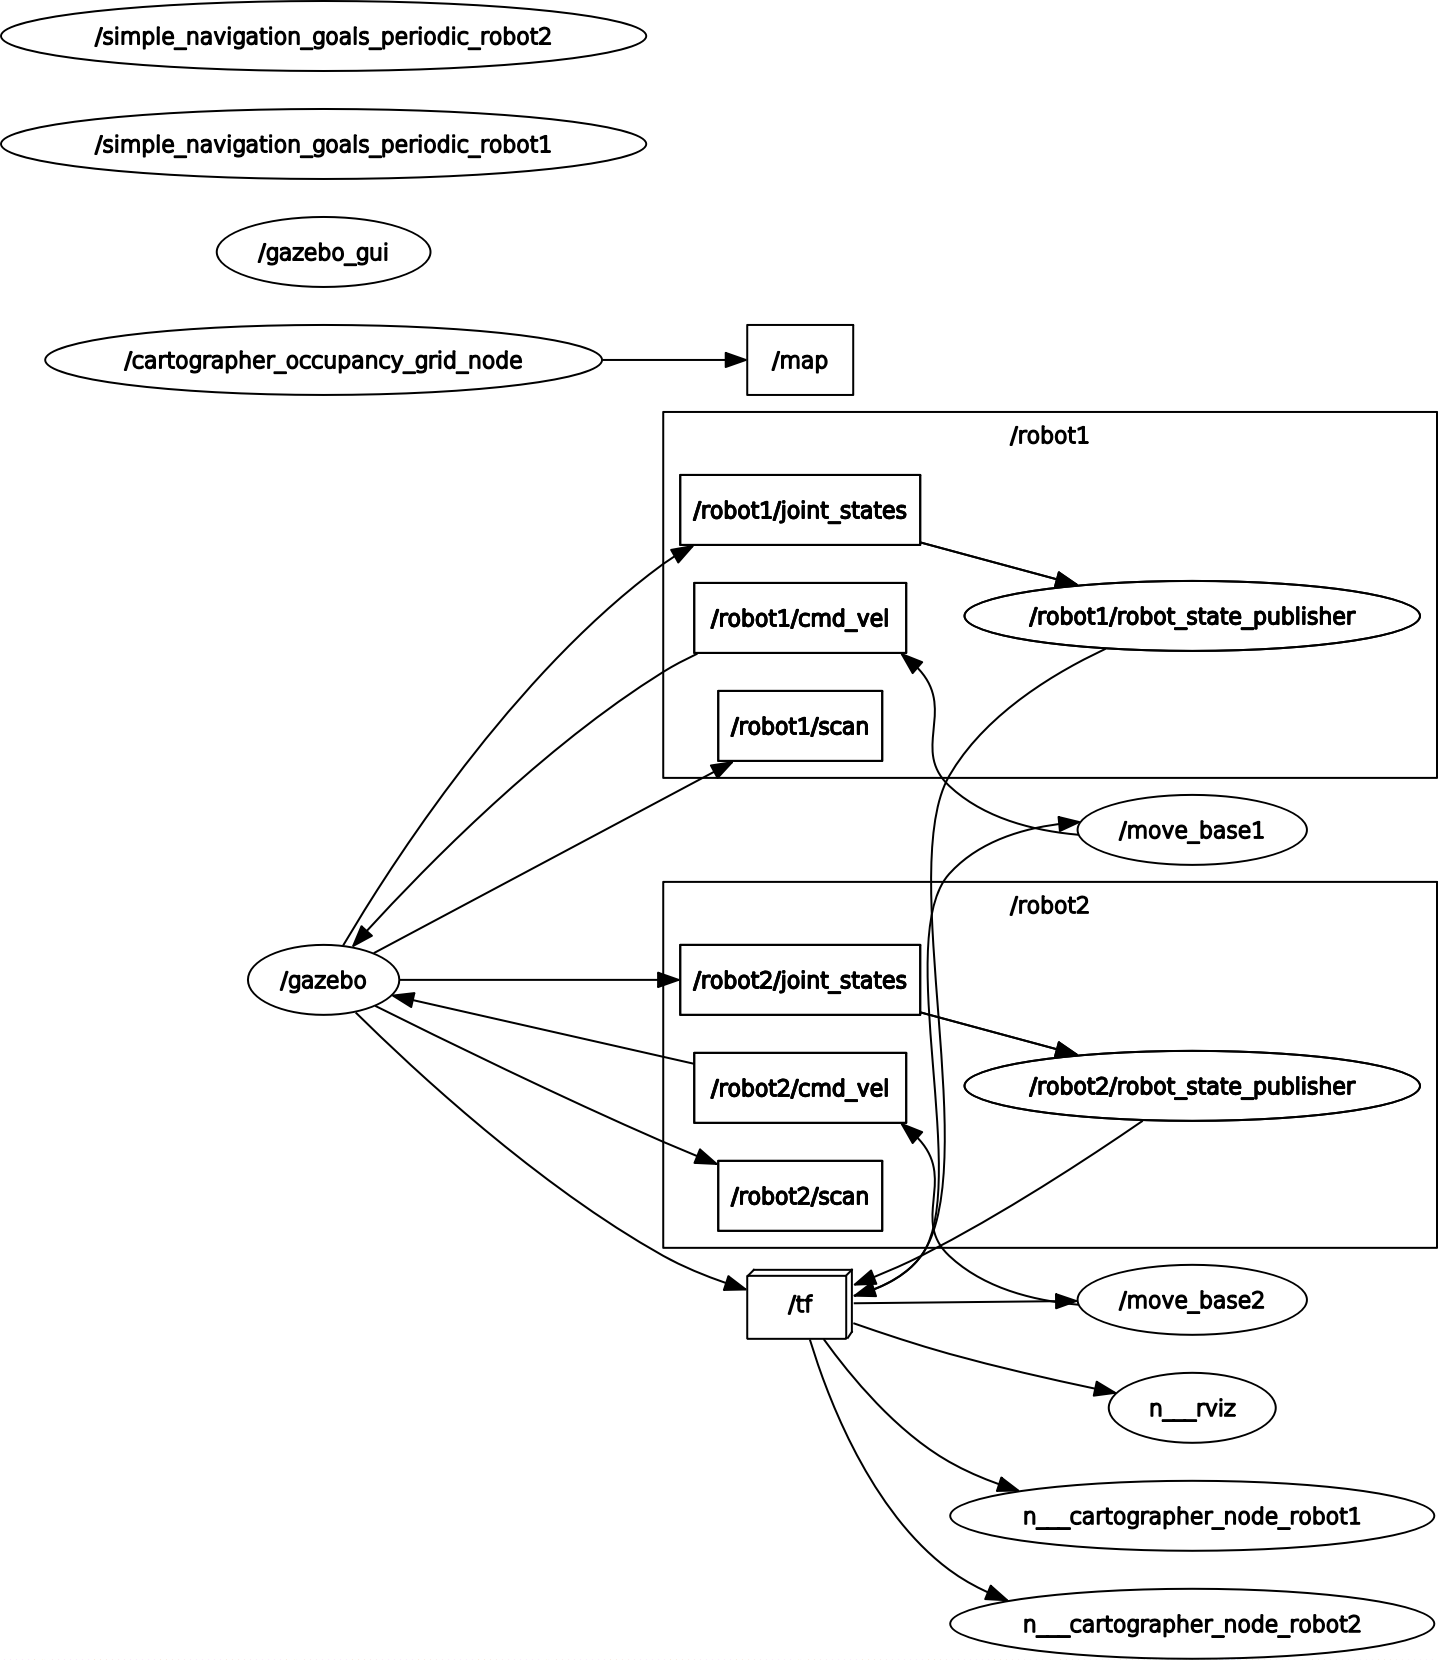 /simple_navigation_goals_periodic_robot2
/simple_navigation_goals_periodic_robot1
/gazebo_gui
/cartographer_occupancy_grid_node
/map
/robot1
/robot1/joint_states
/robot1/cmd_vel
/robot1/robot_state_publisher
/robot1/scan
/move_base1
/robot2
/gazebo
/robot2/joint_states
/robot2/cmd_vel
/robot2/robot_state_publisher
/robot2/scan
/tf
/move_base2
n___rviz
n___cartographer_node_robot1
n___cartographer_node_robot2